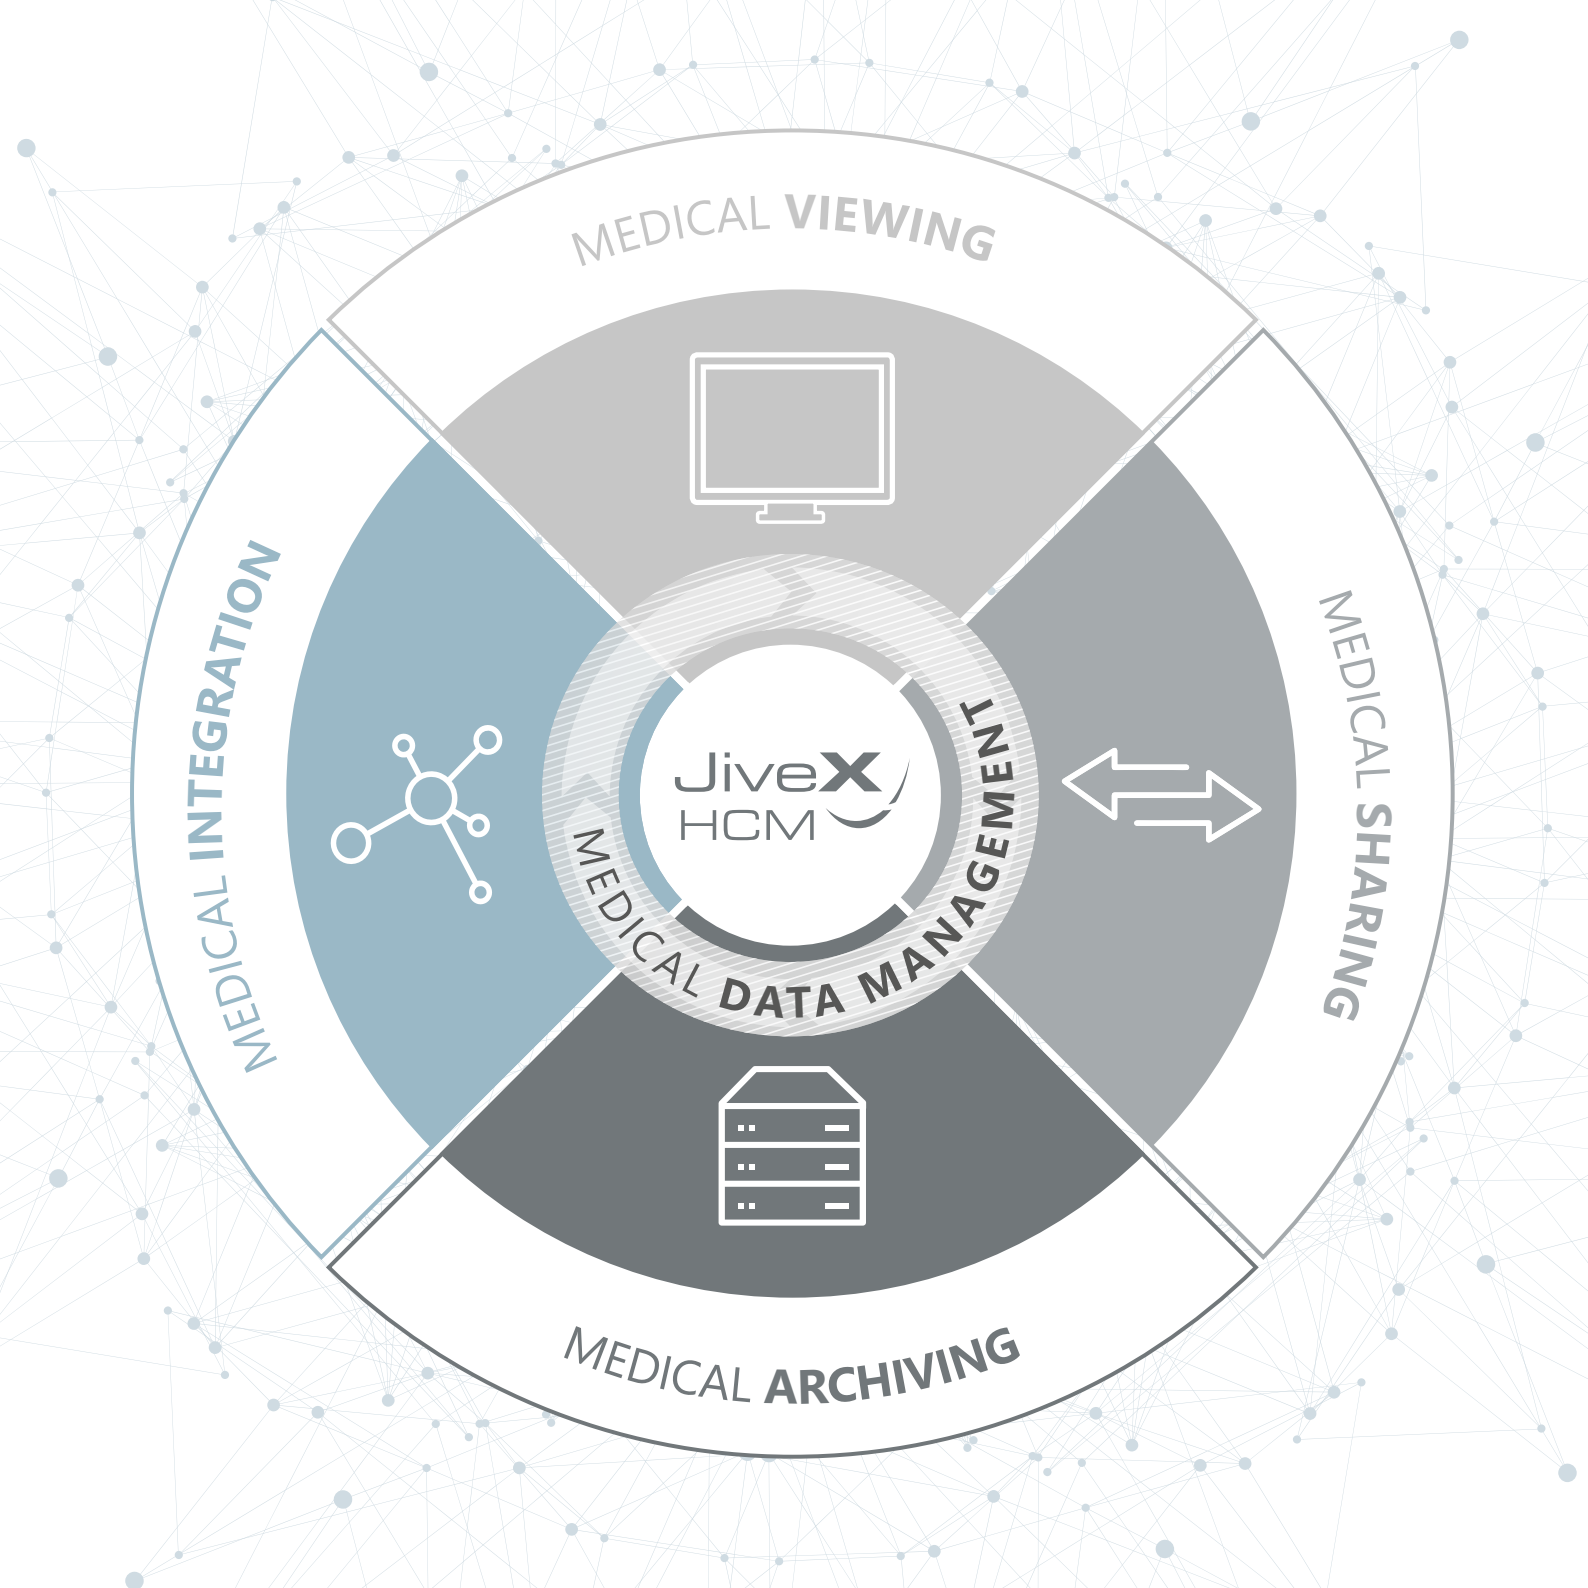 MEDICAL VIEWING
MEDICAL INTEGRATION
MEDICAL SHARING
JiveX
HCM
MEDICAL DATA MANAGEMENT
MEDICAL ARCHIVING